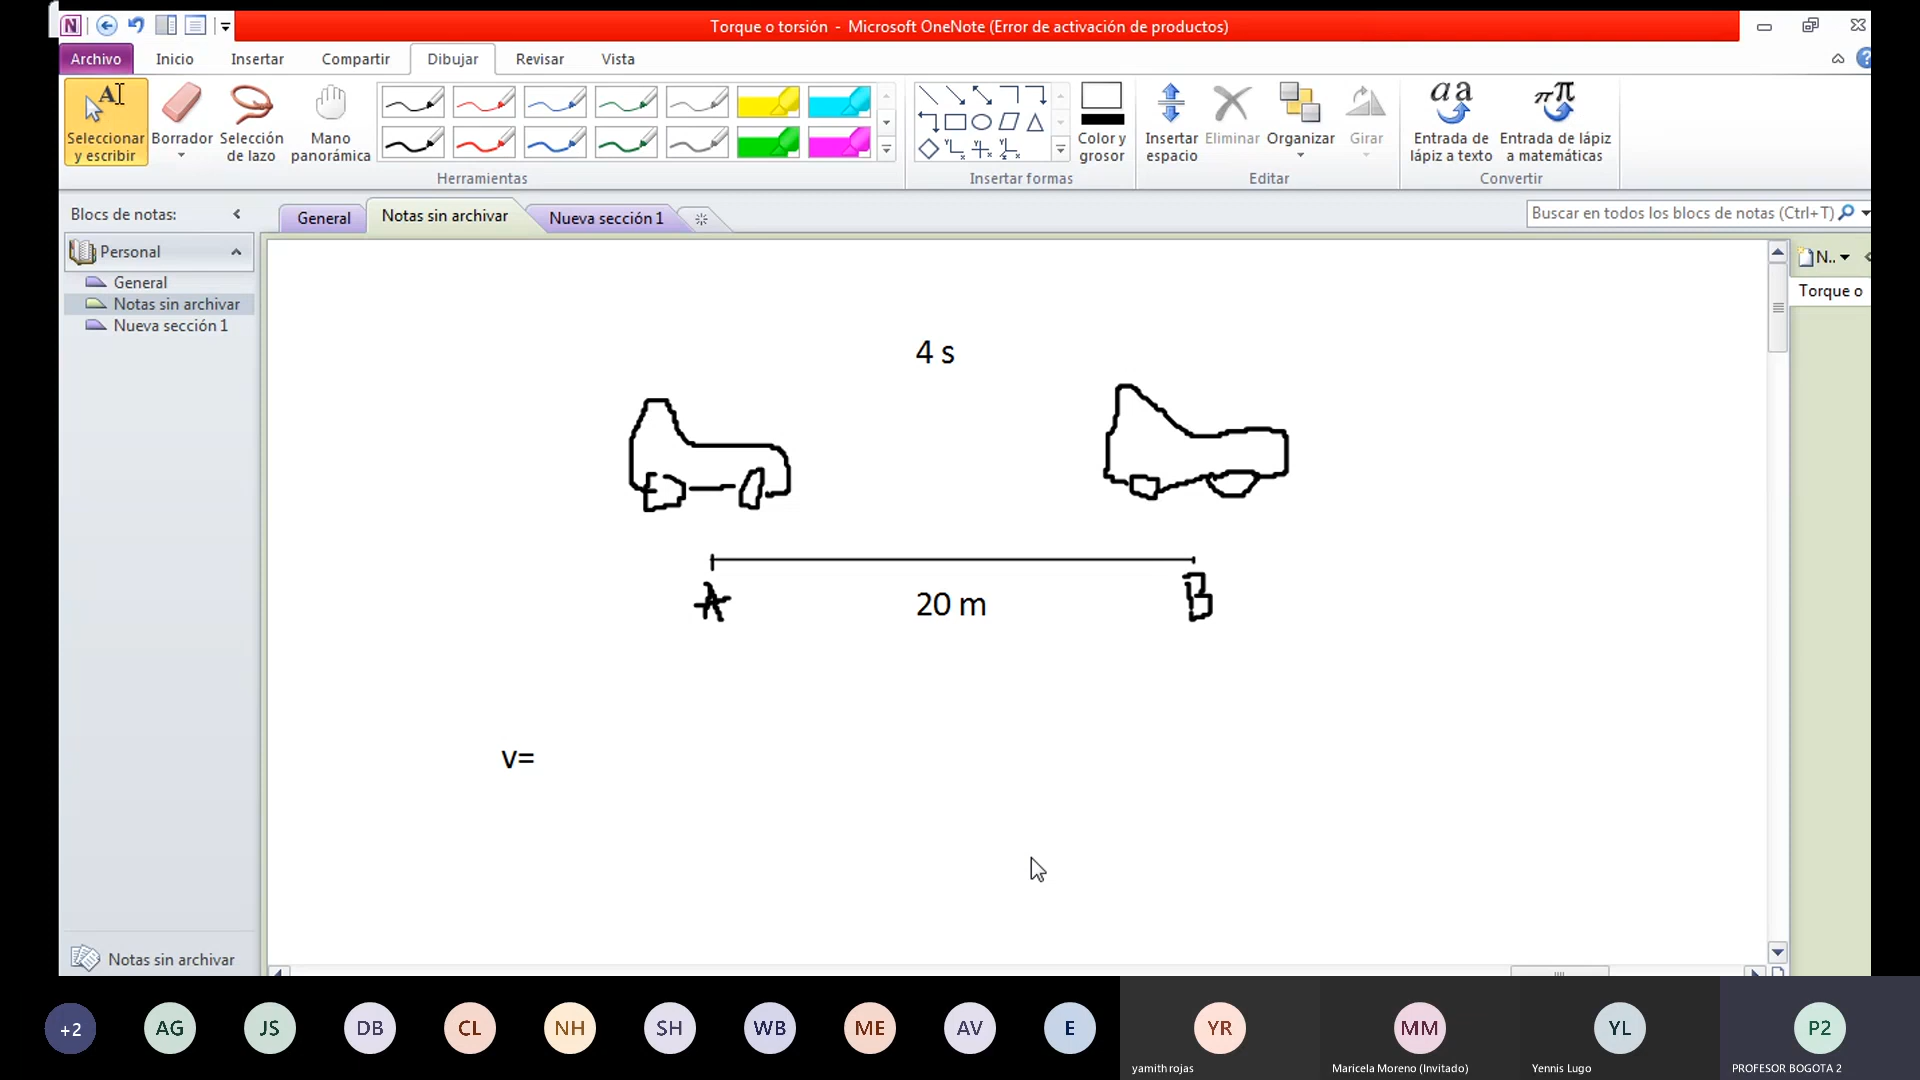 Torque o torsión - Microsoft OneNote (Error de activación de productos)
Archivo Inicio Insertar Compartir Dibujar Revisar Vista
Seleccionar y escribir
Borrador
Selección de lazo
Mano panorámica
Herramientas
Insertar formas
Color y grosor
Insertar espacio
Eliminar
Organizar
Girar
Editar
Entrada de lápiz a texto
Entrada de lápiz a matemáticas
Convertir
Blocs de notas:
General Notas sin archivar Nueva sección 1
Buscar en todos los blocs de notas (Ctrl+T)
Personal
General
Notas sin archivar
Nueva sección 1
N..
Torque o
4 s
A
20 m
B
v=
Notas sin archivar
+2 AG JS DB CL NH SH WB ME AV E YR MM YL P2
yamith rojas
Maricela Moreno (Invitado)
Yennis Lugo
PROFESOR BOGOTA 2